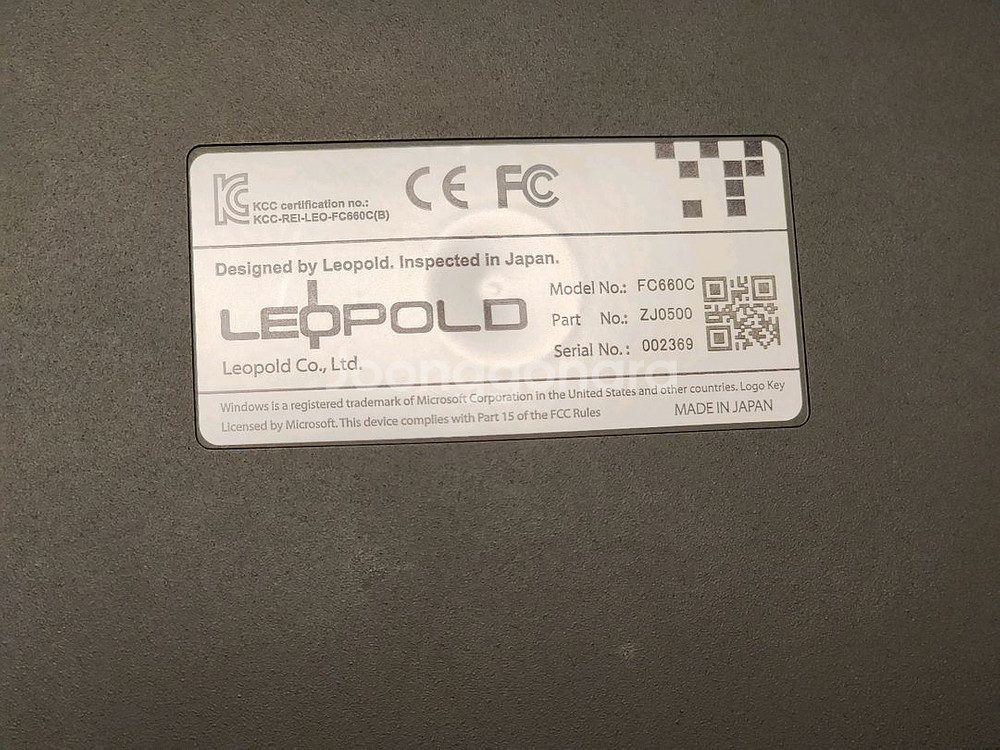 KCC certification no.:
KCC-REI-LEO-FC660C(B)
CE FC
Designed by Leopold. Inspected in Japan.
LEOPOLD
Leopold Co., Ltd.
Model No.: FC660C
Part No.: ZJ0500
Serial No.: 002369
joonggonara
Windows is a registered trademark of Microsoft Corporation in the United States and other countries. Logo Key
Licensed by Microsoft. This device complies with Part 15 of the FCC Rules
MADE IN JAPAN